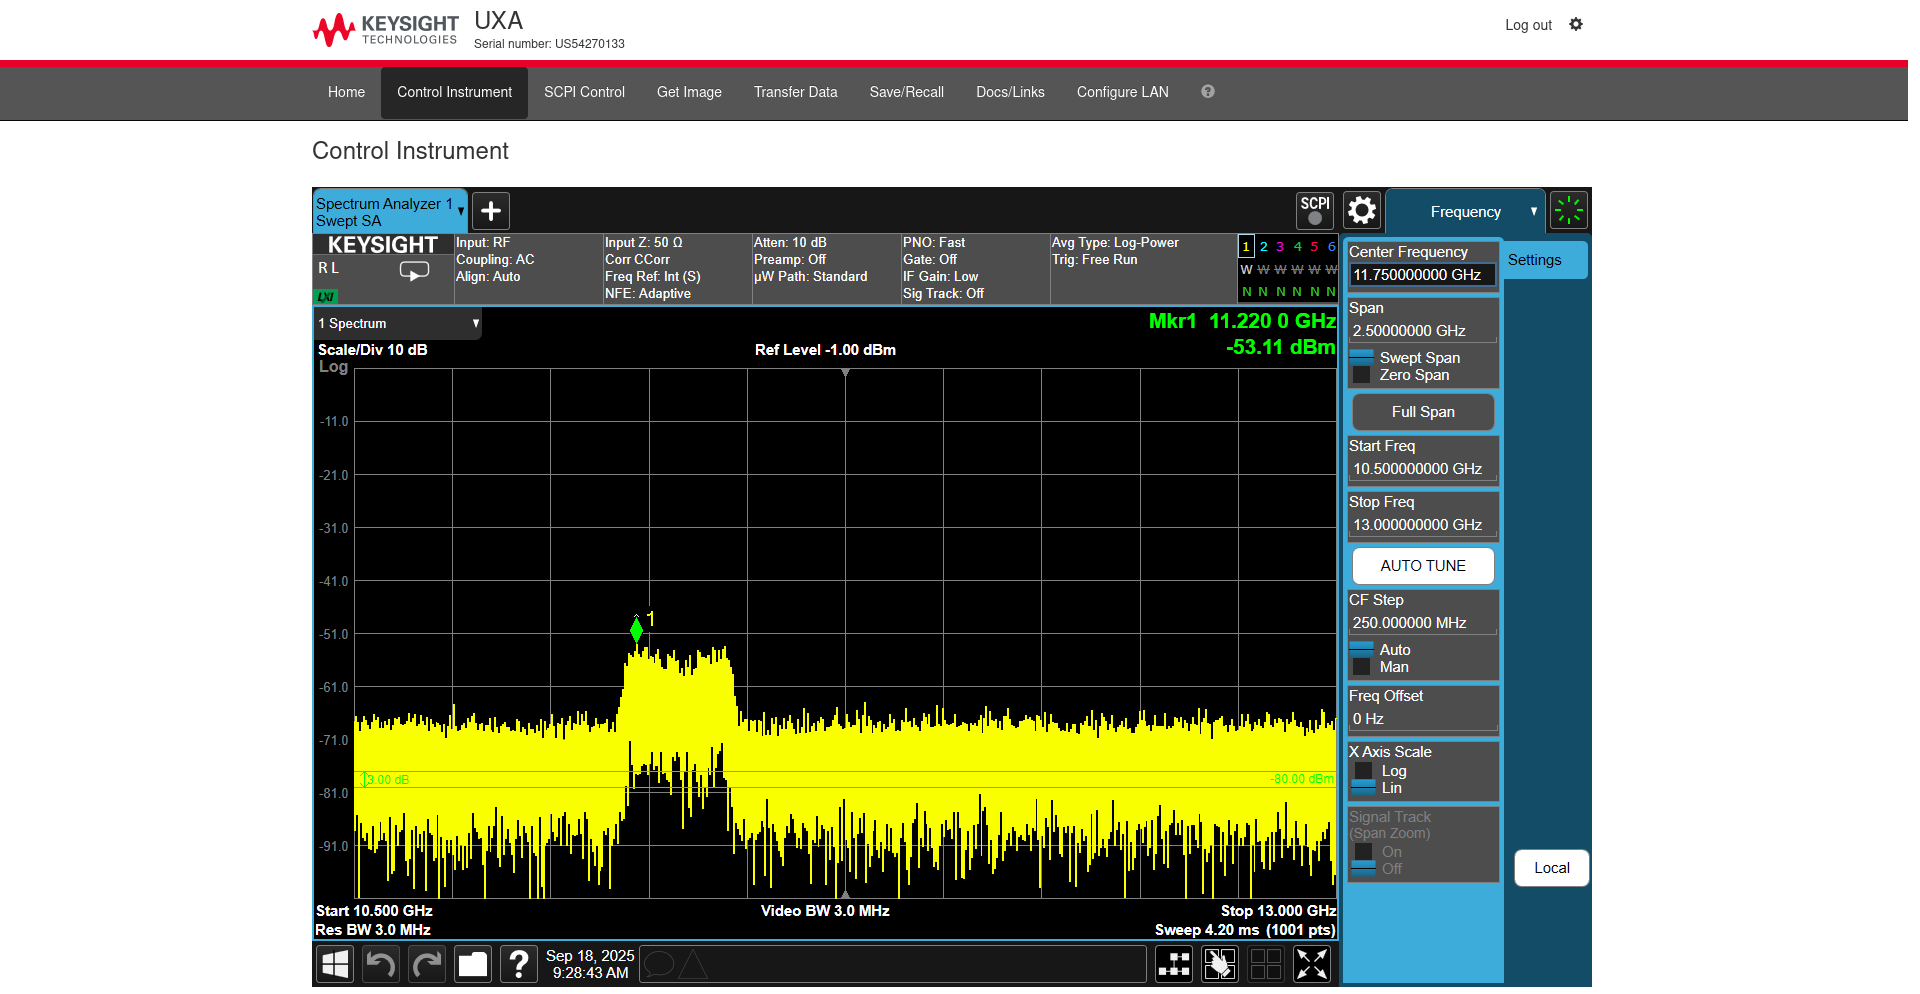 KEYSIGHT
TECHNOLOGIES
UXA
Serial number: US54270133
Log out
Home
Control Instrument
SCPI Control
Get Image
Transfer Data
Save/Recall
Docs/Links
Configure LAN
?
Control Instrument
Spectrum Analyzer 1
Swept SA
SCPI
Frequency
KEYSIGHT
R L
LXI
Input: RF
Coupling: AC
Align: Auto
Input Z: 50 Ω
Corr CCorr
Freq Ref: Int (S)
NFE: Adaptive
Atten: 10 dB
Preamp: Off
µW Path: Standard
PNO: Fast
Gate: Off
IF Gain: Low
Sig Track: Off
Avg Type: Log-Power
Trig: Free Run
1 2 3 4 5 6
W W W W W W
N N N N N N
1 Spectrum
Scale/Div 10 dB
Log
Ref Level -1.00 dBm
Mkr1 11.220 0 GHz
-53.11 dBm
-11.0
-21.0
-31.0
-41.0
-51.0
-61.0
-71.0
-81.0
-91.0
1
3.00 dB
-80.00 dBm
Start 10.500 GHz
Res BW 3.0 MHz
Video BW 3.0 MHz
Stop 13.000 GHz
Sweep 4.20 ms (1001 pts)
?
Sep 18, 2025
9:28:43 AM
Center Frequency
11.750000000 GHz
Span
2.50000000 GHz
Swept Span
Zero Span
Full Span
Start Freq
10.500000000 GHz
Stop Freq
13.000000000 GHz
AUTO TUNE
CF Step
250.000000 MHz
Auto
Man
Freq Offset
0 Hz
X Axis Scale
Log
Lin
Signal Track
(Span Zoom)
On
Off
Settings
Local